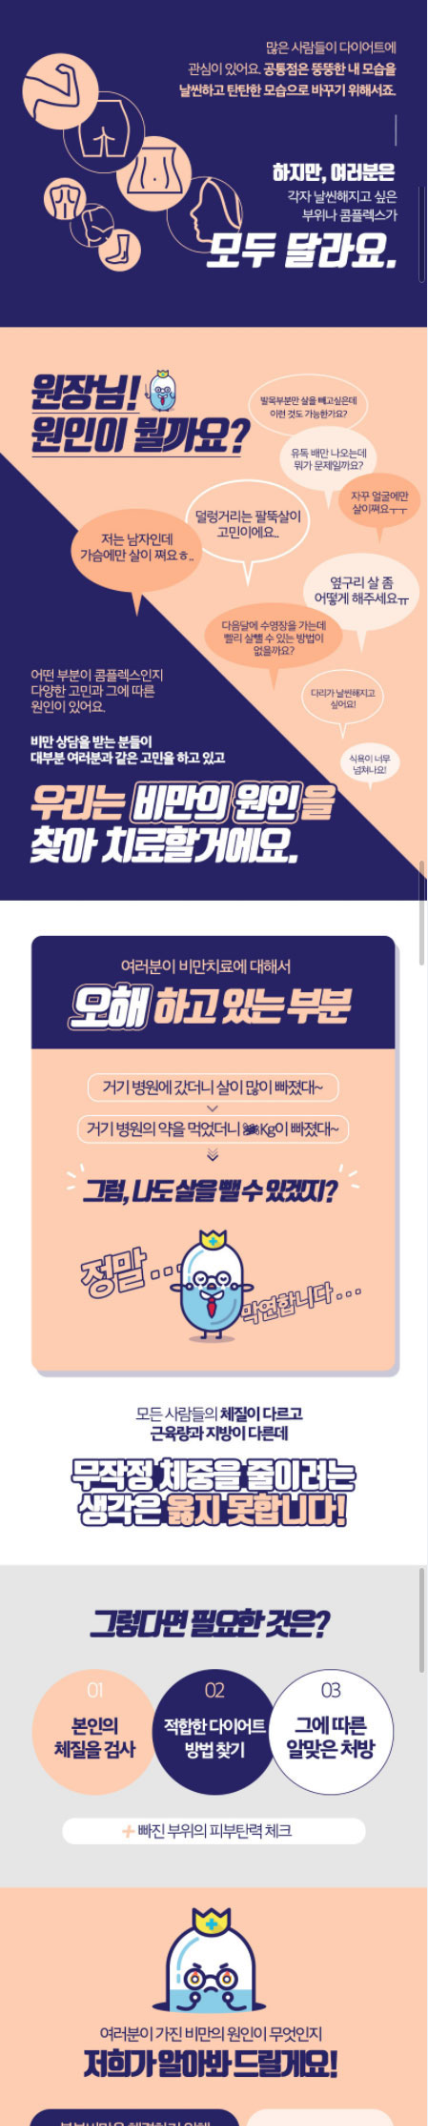 많은 사람들이 다이어트에
관심이 있어요. 공통점은 뚱뚱한 내 모습을
날씬하고 탄탄한 모습으로 바꾸기 위해서죠.
하지만, 여러분은
각자 날씬해지고 싶은
부위나 콤플렉스가
모두 달라요.
원장님!
원인이 뭘까요?
발목부분만 살을 빼고싶은데
이런 것도 가능한가요?
유독 배만 나오는데
뭐가 문제일까요?
자꾸 얼굴에만
살이쪄요ㅜㅜ
덜렁거리는 팔뚝살이
고민이에요..
저는 남자인데
가슴에만 살이 쪄요ㅎ..
옆구리 살 좀
어떻게 해주세요ㅠ
다음달에 수영장을 가는데
빨리 살뺄 수 있는 방법이
없을까요?
다리가 날씬해지고
싶어요!
식욕이 너무
넘쳐나요!
어떤 부분이 콤플렉스인지
다양한 고민과 그에 따른
원인이 있어요.
비만 상담을 받는 분들이
대부분 여러분과 같은 고민을 하고 있고
우리는 비만의 원인을
찾아 치료할거에요.
여러분이 비만치료에 대해서
오해 하고 있는 부분
거기 병원에 갔더니 살이 많이 빠졌대~
거기 병원의 약을 먹었더니 Kg이 빠졌대~
그럼, 나도 살을 뺄 수 있겠지?
정말...
막연합니다...
모든 사람들의 체질이 다르고
근육량과 지방이 다른데
무작정 체중을 줄이려는
생각은 옳지 못합니다!
그렇다면 필요한 것은?
01
본인의
체질을 검사
02
적합한 다이어트
방법 찾기
03
그에 따른
알맞은 처방
+ 빠진 부위의 피부탄력 체크
여러분이 가진 비만의 원인이 무엇인지
저희가 알아봐 드릴게요!